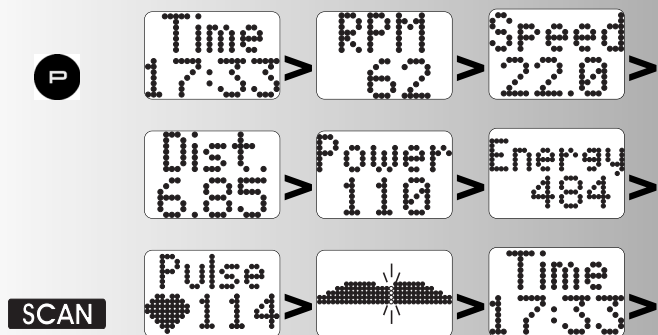 Time > RPM > Speed >
P 17:33 62 22.0
Dist. > Power > Energy >
6.85 110 484
Pulse > > Time >
SCAN 114 17:33